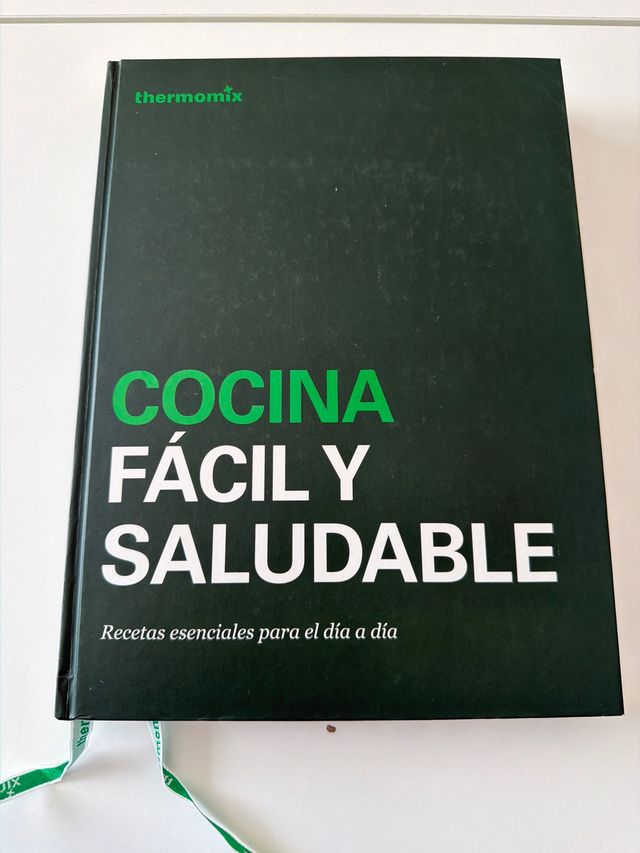 thermomix
COCINA
FÁCIL Y
SALUDABLE
Recetas esenciales para el día a día